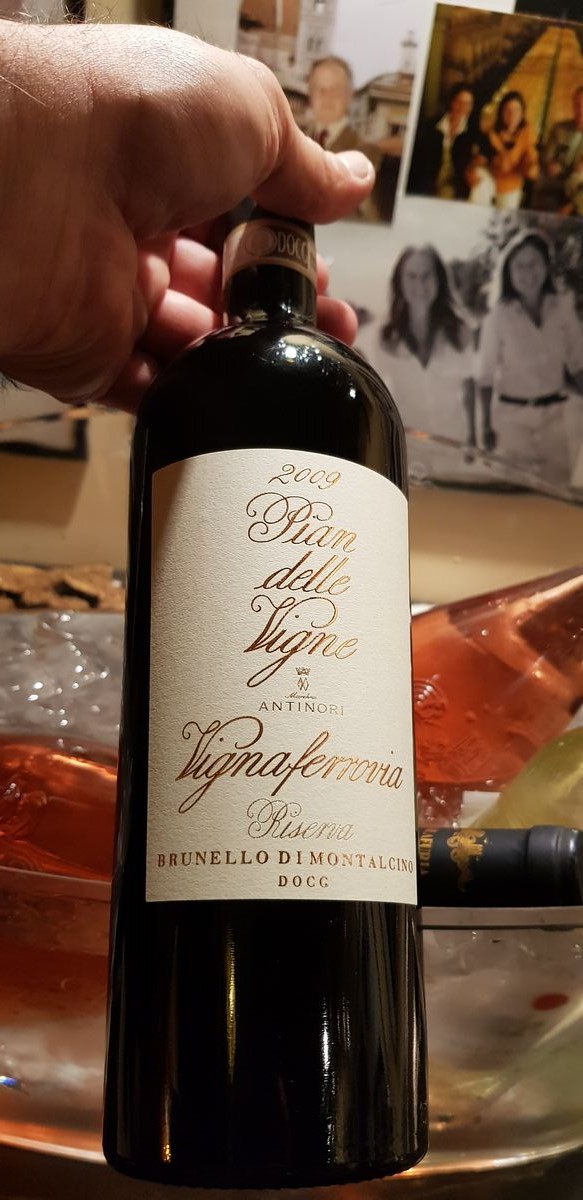 DOCG
2009
Pian
delle
Vigne
Marchesi
ANTINORI
Vignaferrovia
Riserva
BRUNELLO DI MONTALCINO
DOCG